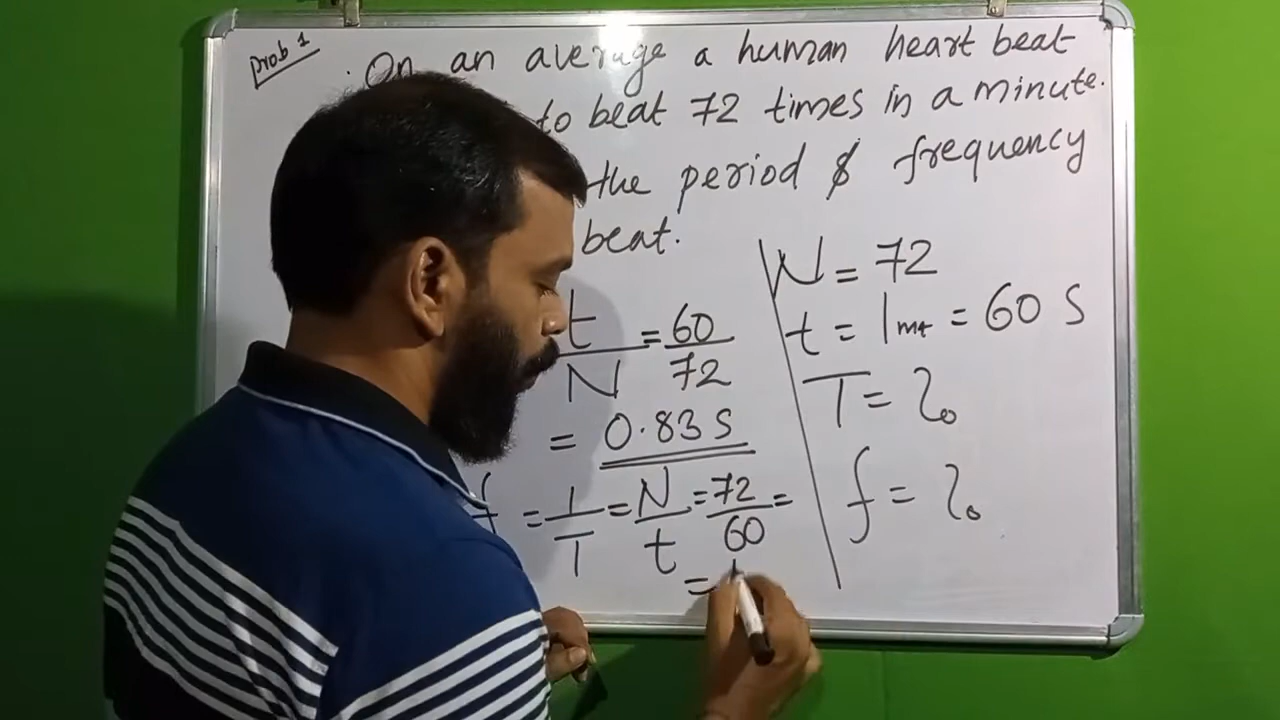 Prob 1
On an average a human heart beat
to beat 72 times in a minute.
the period & frequency
beat.
N = 72
t = 1 mt = 60 S
T = ?
f = ?
t/N = 60/72
= 0.83 S
f = 1/T = N/t = 72/60 =
=